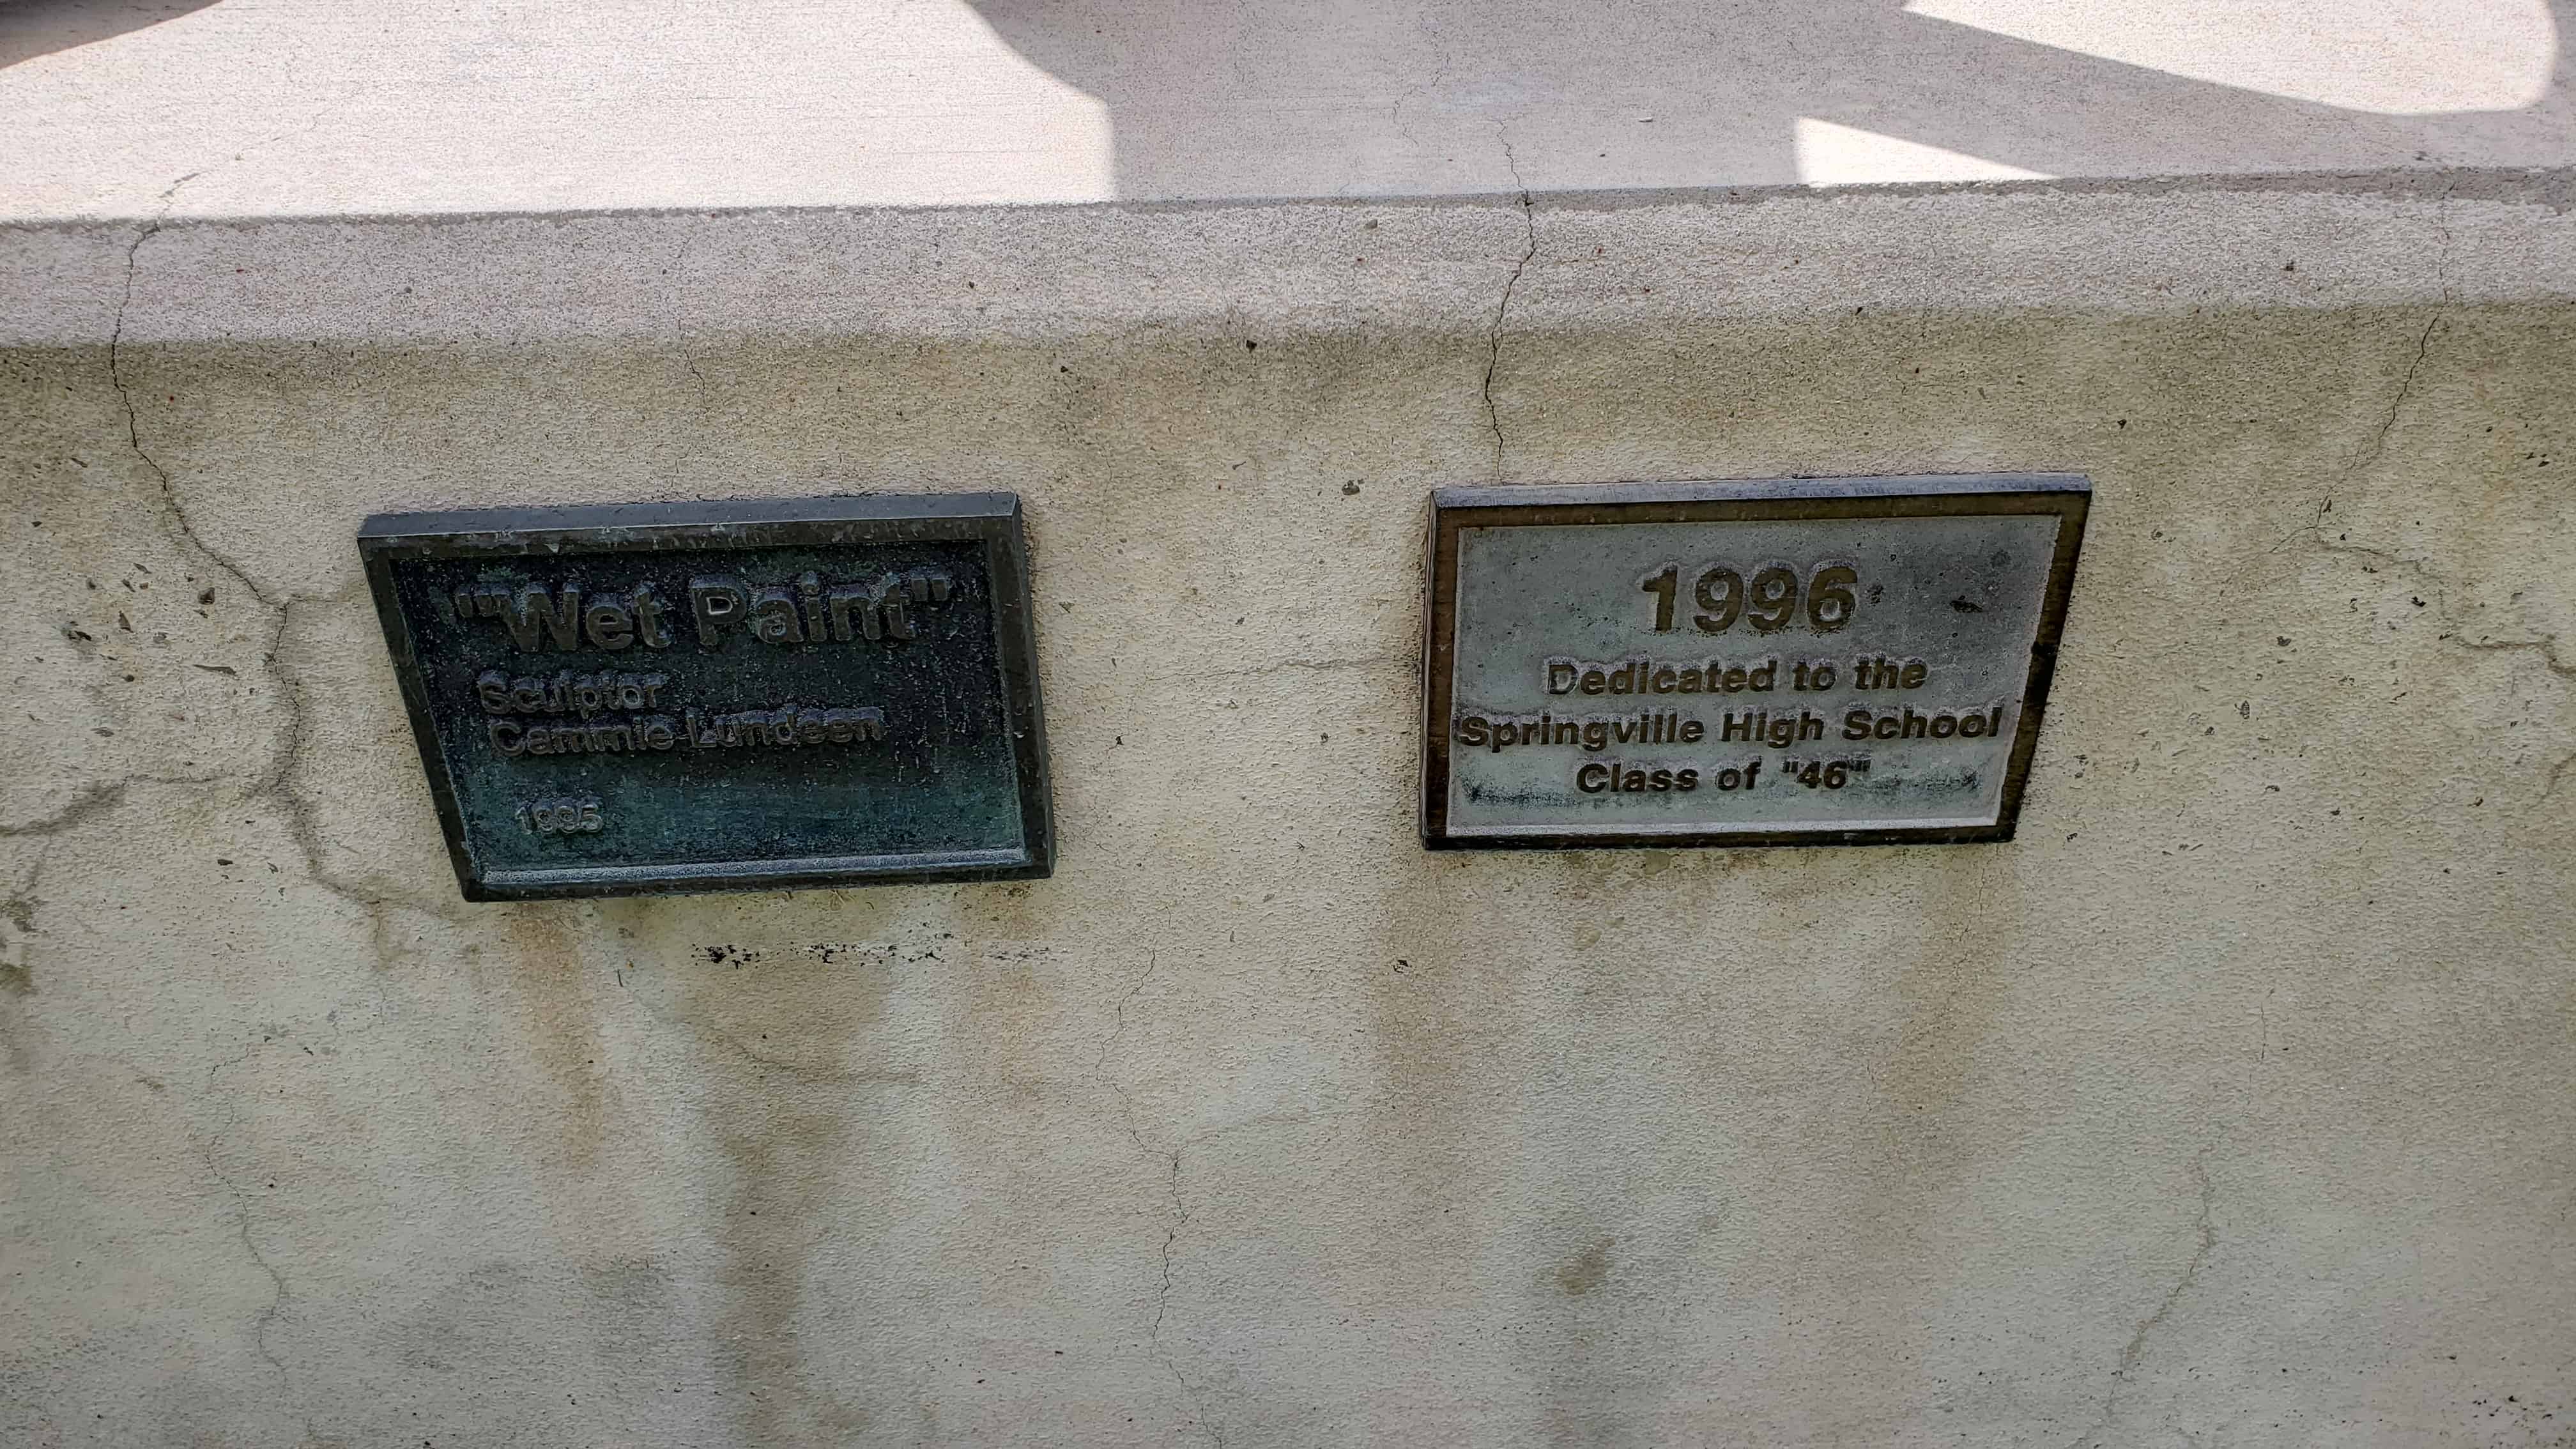 "Wet Paint"
Sculptor
Cammie Lundeen
1995
1996
Dedicated to the
Springville High School
Class of "46"